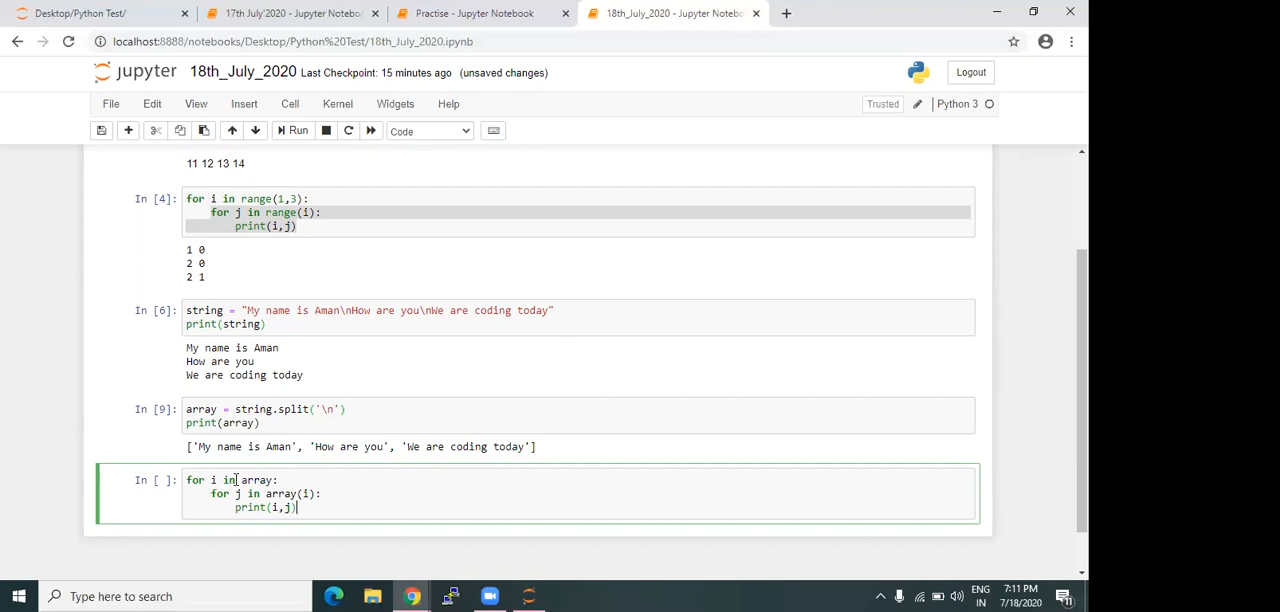 Desktop/Python Test/
17th July'2020 - Jupyter Noteboo
Practise - Jupyter Notebook
18th_July_2020 - Jupyter Notebo
localhost:8888/notebooks/Desktop/Python%20Test/18th_July_2020.ipynb
jupyter 18th_July_2020 Last Checkpoint: 15 minutes ago (unsaved changes)
Logout
File Edit View Insert Cell Kernel Widgets Help
Trusted
Python 3
Run
Code
11 12 13 14
In [4]: for i in range(1,3):
for j in range(i):
print(i,j)
1 0
2 0
2 1
In [6]: string = "My name is Aman\nHow are you\nWe are coding today"
print(string)
My name is Aman
How are you
We are coding today
In [9]: array = string.split('\n')
print(array)
['My name is Aman', 'How are you', 'We are coding today']
In [ ]: for i in array:
for j in array(i):
print(i,j)
Type here to search
ENG
IN
7:11 PM
7/18/2020
11